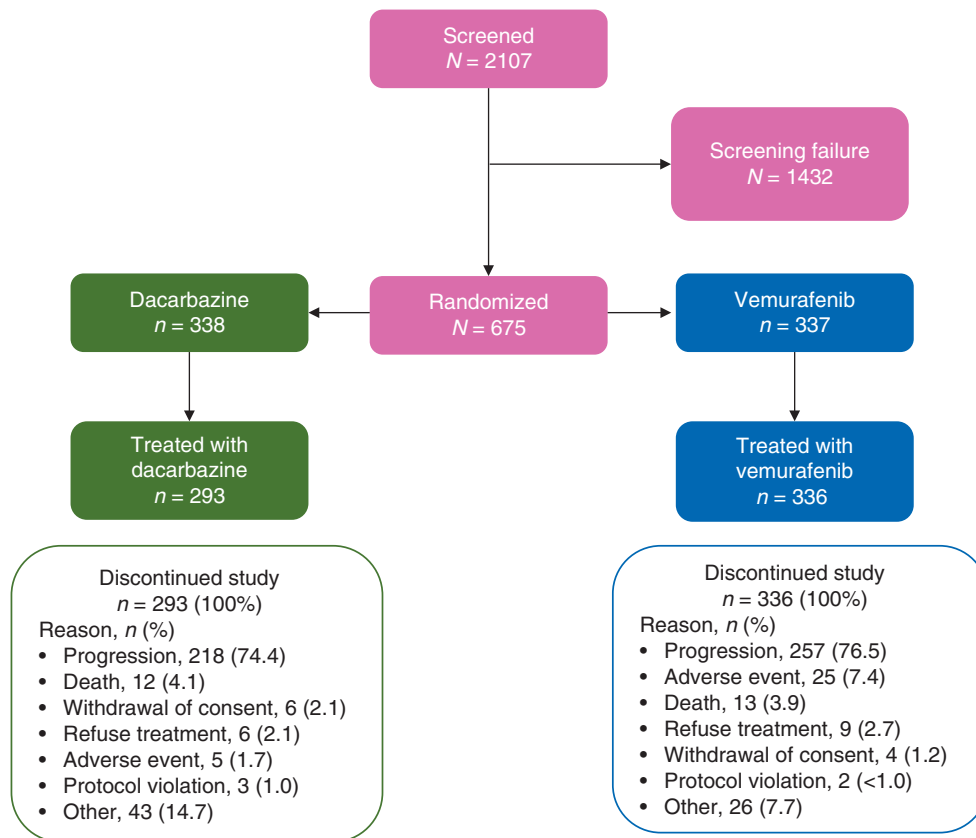 Screened
N = 2107
Screening failure
N = 1432
Randomized
N = 675
Dacarbazine
n = 338
Vemurafenib
n = 337
Treated with
dacarbazine
n = 293
Treated with
vemurafenib
n = 336
Discontinued study
n = 293 (100%)
Reason, n (%)
• Progression, 218 (74.4)
• Death, 12 (4.1)
• Withdrawal of consent, 6 (2.1)
• Refuse treatment, 6 (2.1)
• Adverse event, 5 (1.7)
• Protocol violation, 3 (1.0)
• Other, 43 (14.7)
Discontinued study
n = 336 (100%)
Reason, n (%)
• Progression, 257 (76.5)
• Adverse event, 25 (7.4)
• Death, 13 (3.9)
• Refuse treatment, 9 (2.7)
• Withdrawal of consent, 4 (1.2)
• Protocol violation, 2 (<1.0)
• Other, 26 (7.7)